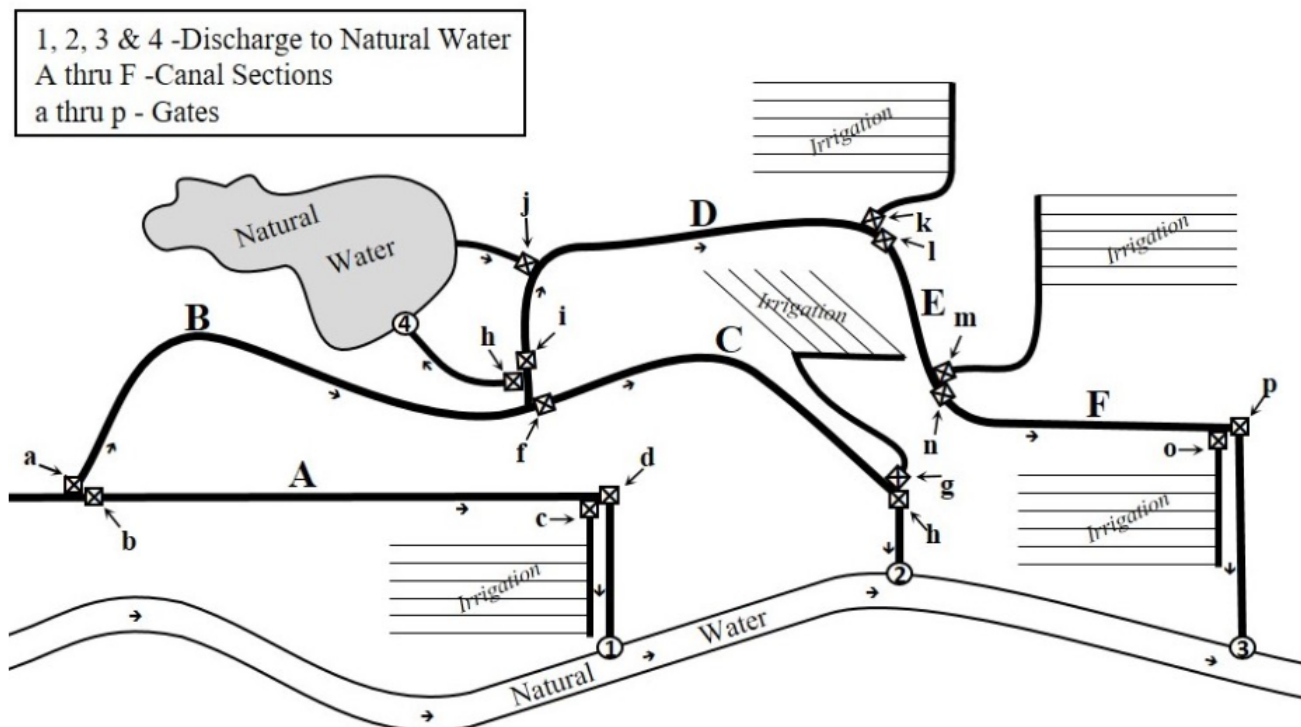 1, 2, 3 & 4 -Discharge to Natural Water
A thru F -Canal Sections
a thru p - Gates
Irrigation
Natural
Water
j
D
k
l
Irrigation
B
4
h
i
Irrigation
C
E
m
f
n
F
p
o
a
A
d
g
b
c
h
Irrigation
Irrigation
2
1
Natural
Water
3